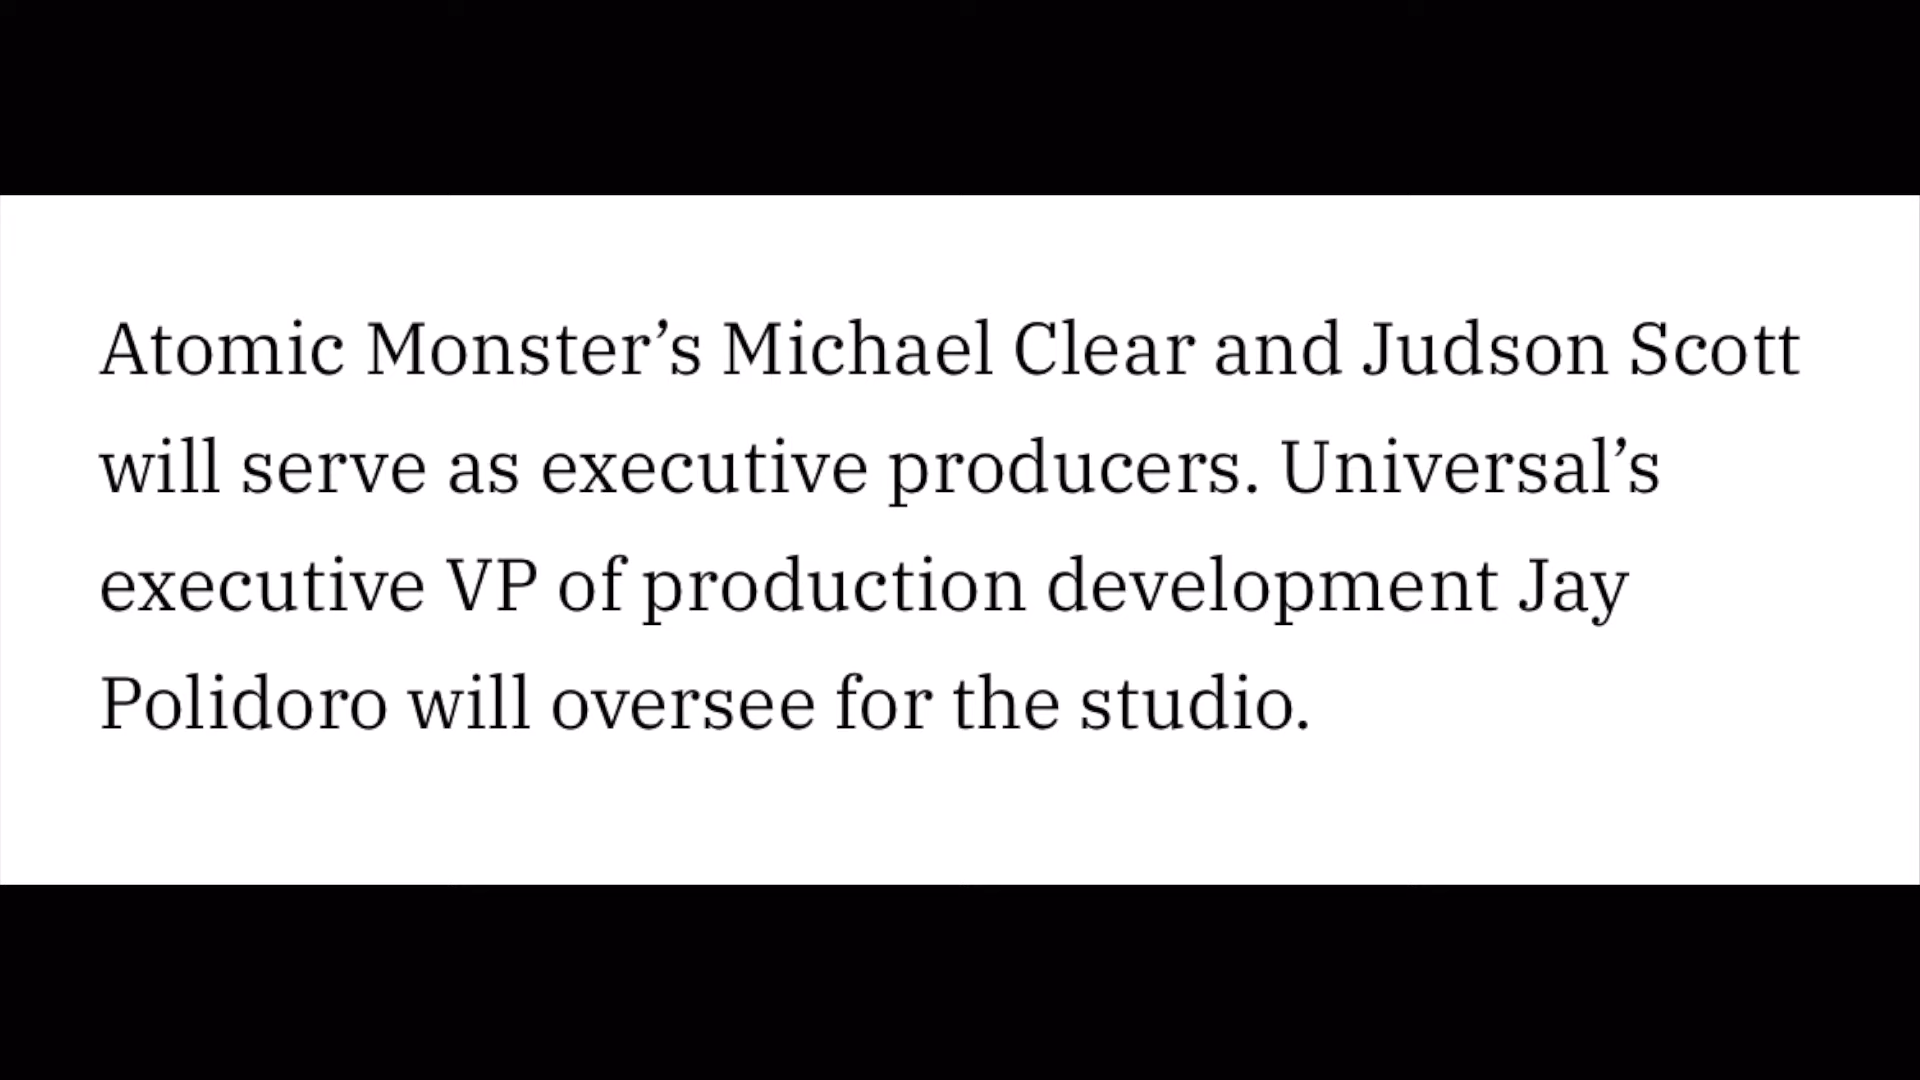 Atomic Monster’s Michael Clear and Judson Scott
will serve as executive producers. Universal’s
executive VP of production development Jay
Polidoro will oversee for the studio.